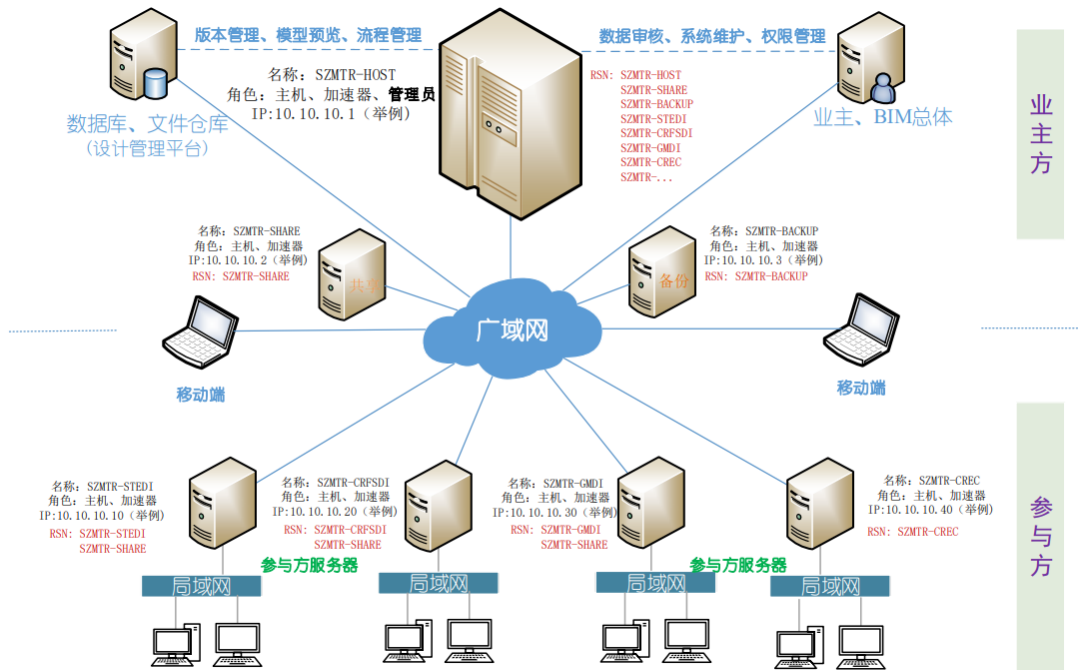 版本管理、模型预览、流程管理
数据审核、系统维护、权限管理
名称：SZMTR-HOST
角色：主机、加速器、管理员
IP:10.10.10.1（举例）
RSN: SZMTR-HOST
SZMTR-SHARE
SZMTR-BACKUP
SZMTR-STEDI
SZMTR-CRFSDI
SZMTR-GMDI
SZMTR-CREC
SZMTR-...
数据库、文件仓库
(设计管理平台)
业主、BIM总体
业主方
名称：SZMTR-SHARE
角色：主机、加速器
IP:10.10.10.2（举例）
RSN: SZMTR-SHARE
共享
名称：SZMTR-BACKUP
角色：主机、加速器
IP:10.10.10.3（举例）
RSN: SZMTR-BACKUP
备份
广域网
移动端
移动端
名称：SZMTR-STEDI
角色：主机、加速器
IP:10.10.10.10（举例）
RSN: SZMTR-STEDI
SZMTR-SHARE
名称：SZMTR-CRFSDI
角色：主机、加速器
IP:10.10.10.20（举例）
RSN: SZMTR-CRFSDI
SZMTR-SHARE
名称：SZMTR-GMDI
角色：主机、加速器
IP:10.10.10.30（举例）
RSN: SZMTR-GMDI
SZMTR-SHARE
名称：SZMTR-CREC
角色：主机、加速器
IP:10.10.10.40（举例）
RSN: SZMTR-CREC
参与方
参与方服务器
参与方服务器
局域网
局域网
局域网
局域网